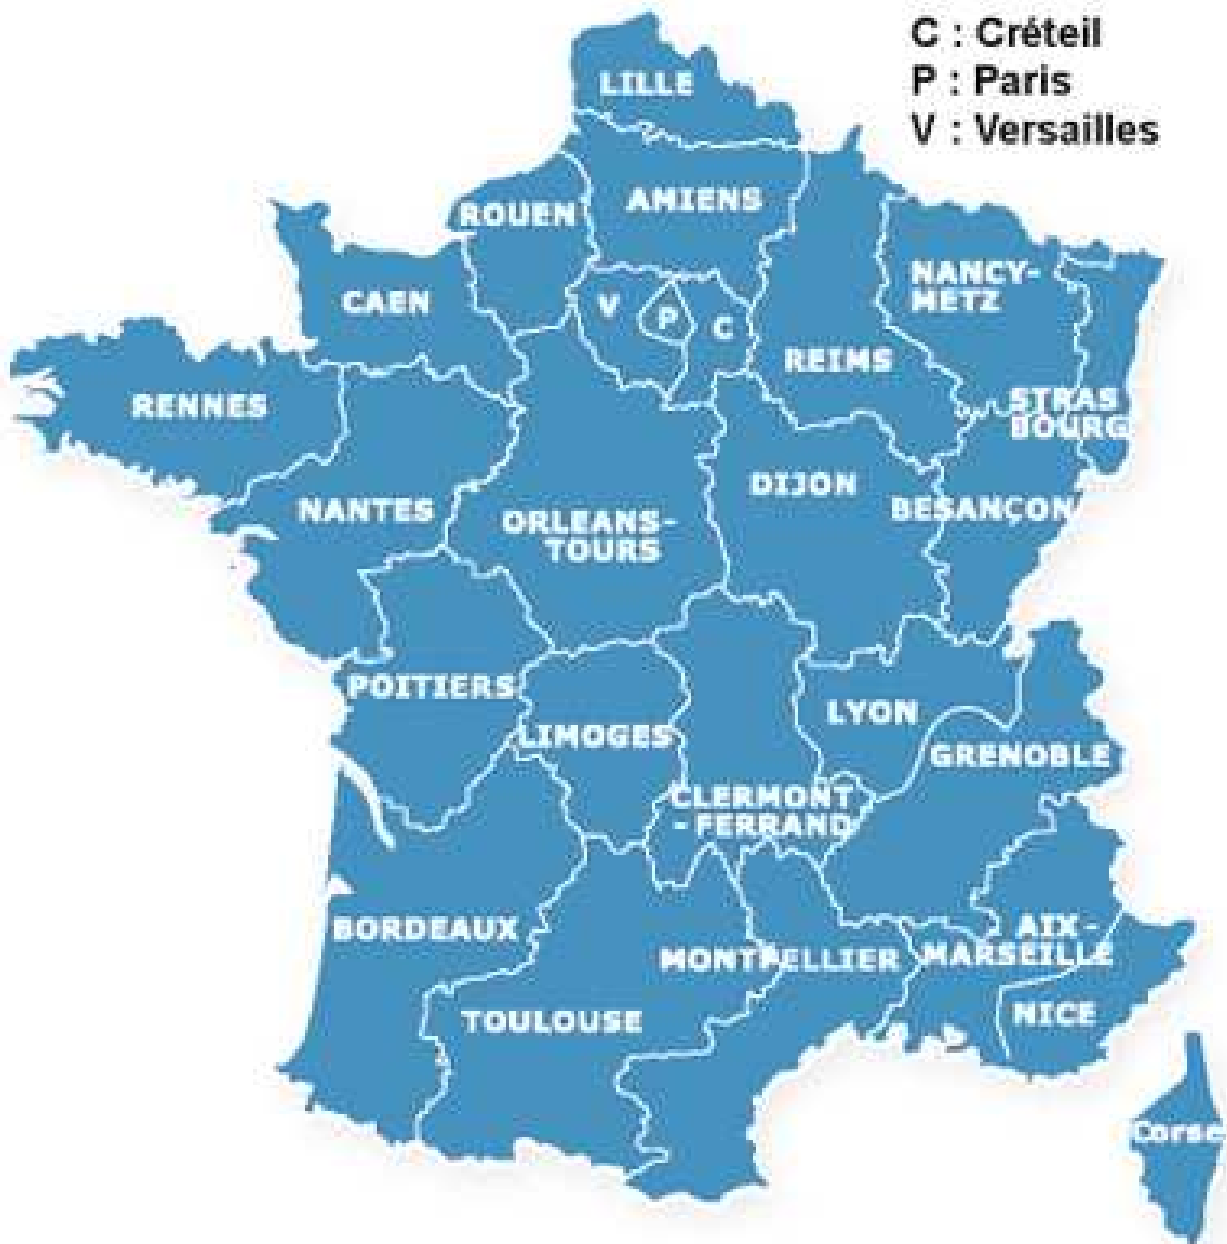 C : Créteil
P : Paris
V : Versailles
LILLE
AMIENS
ROUEN
CAEN
V
P
C
NANCY-
METZ
REIMS
RENNES
STRAS
BOURG
DIJON
NANTES
BESANÇON
ORLEANS-
TOURS
POITIERS
LIMOGES
LYON
GRENOBLE
CLERMONT
-FERRAND
BORDEAUX
MONTPELLIER
AIX-
MARSEILLE
TOULOUSE
NICE
Corse